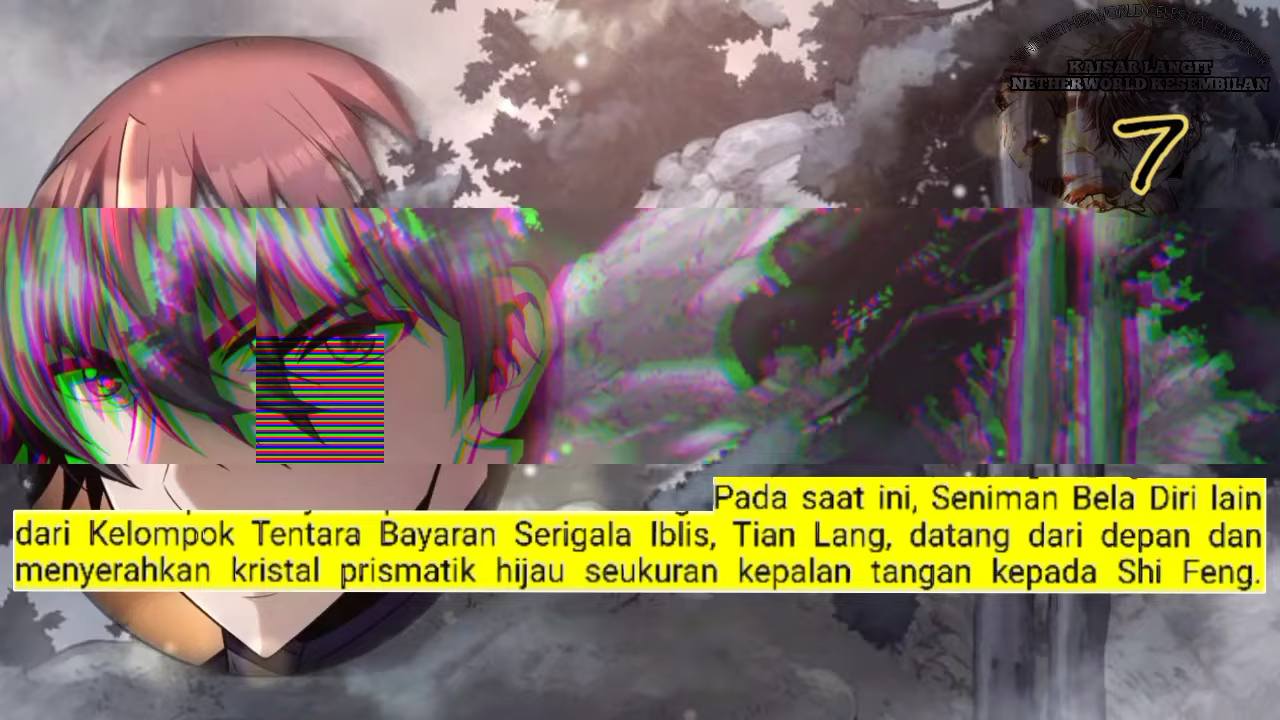 KAISAR LANGIT
NETHERWORLD KESEMBILAN
7
Pada saat ini, Seniman Bela Diri lain
dari Kelompok Tentara Bayaran Serigala Iblis, Tian Lang, datang dari depan dan
menyerahkan kristal prismatik hijau seukuran kepalan tangan kepada Shi Feng.